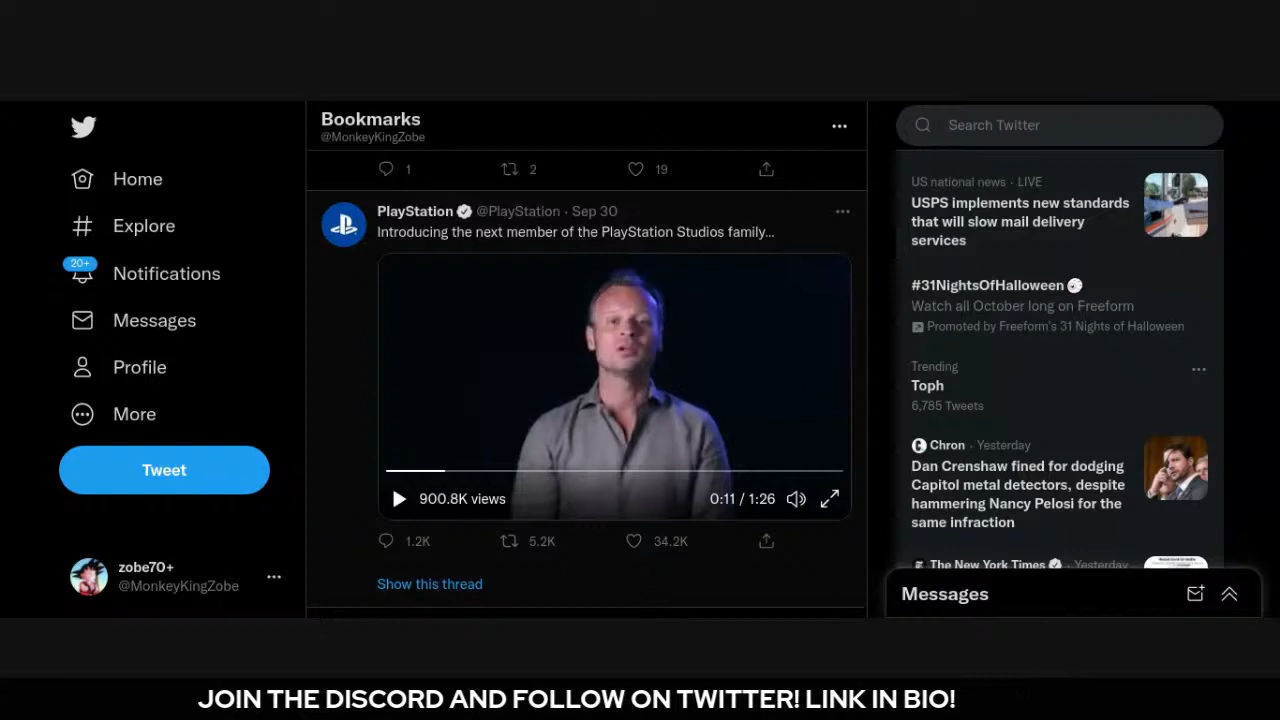 Home
Explore
20+
Notifications
Messages
Profile
More
Tweet
zobe70+
@MonkeyKingZobe
Bookmarks
@MonkeyKingZobe
1
2
19
PlayStation @PlayStation · Sep 30
Introducing the next member of the PlayStation Studios family...
900.8K views
0:11 / 1:26
1.2K
5.2K
34.2K
Show this thread
Search Twitter
US national news · LIVE
USPS implements new standards
that will slow mail delivery
services
#31NightsOfHalloween
Watch all October long on Freeform
Promoted by Freeform's 31 Nights of Halloween
Trending
Toph
6,785 Tweets
Chron · Yesterday
Dan Crenshaw fined for dodging
Capitol metal detectors, despite
hammering Nancy Pelosi for the
same infraction
The New York Times · Yesterday
Messages
JOIN THE DISCORD AND FOLLOW ON TWITTER! LINK IN BIO!